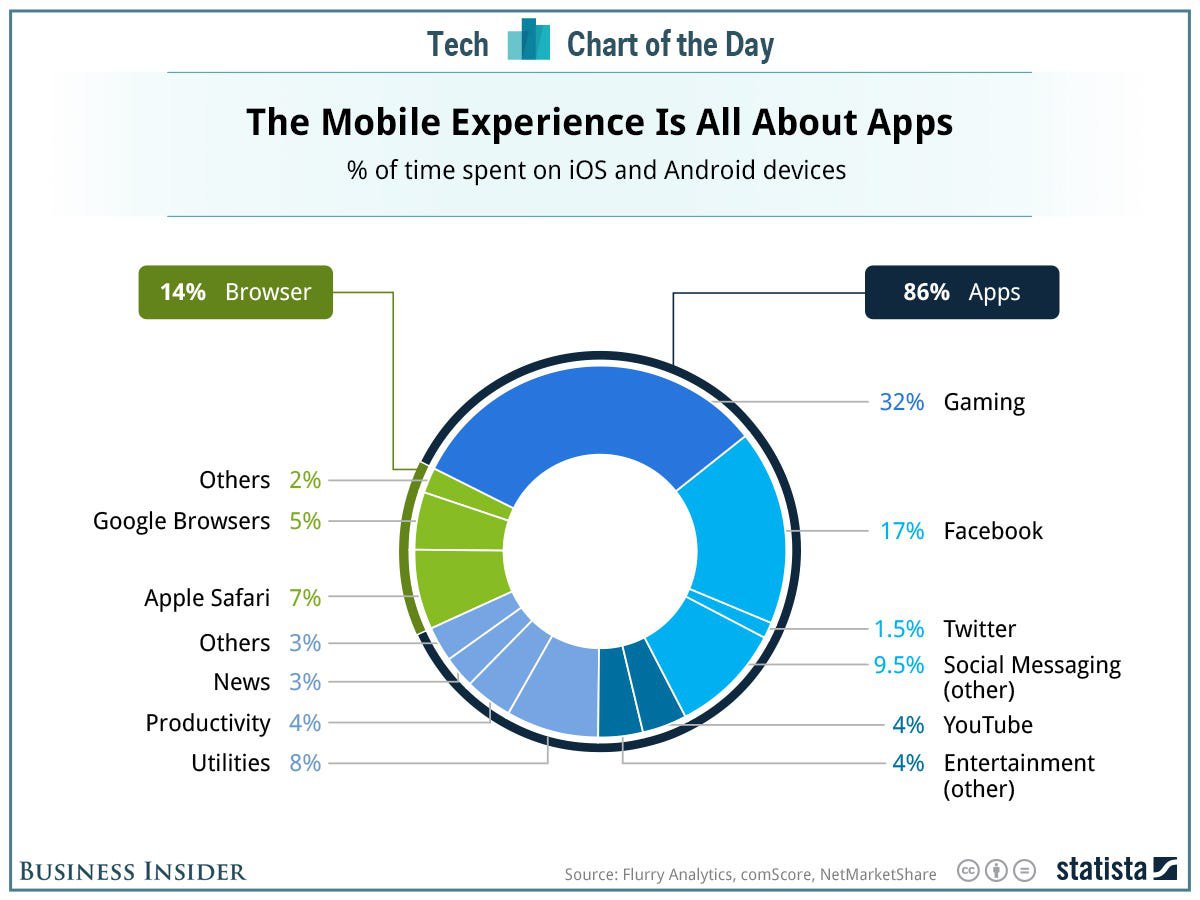 Tech Chart of the Day
The Mobile Experience Is All About Apps
% of time spent on iOS and Android devices
14% Browser
86% Apps
32% Gaming
17% Facebook
1.5% Twitter
9.5% Social Messaging
(other)
4% YouTube
4% Entertainment
(other)
Others 2%
Google Browsers 5%
Apple Safari 7%
Others 3%
News 3%
Productivity 4%
Utilities 8%
BUSINESS INSIDER
Source: Flurry Analytics, comScore, NetMarketShare
cc
statista